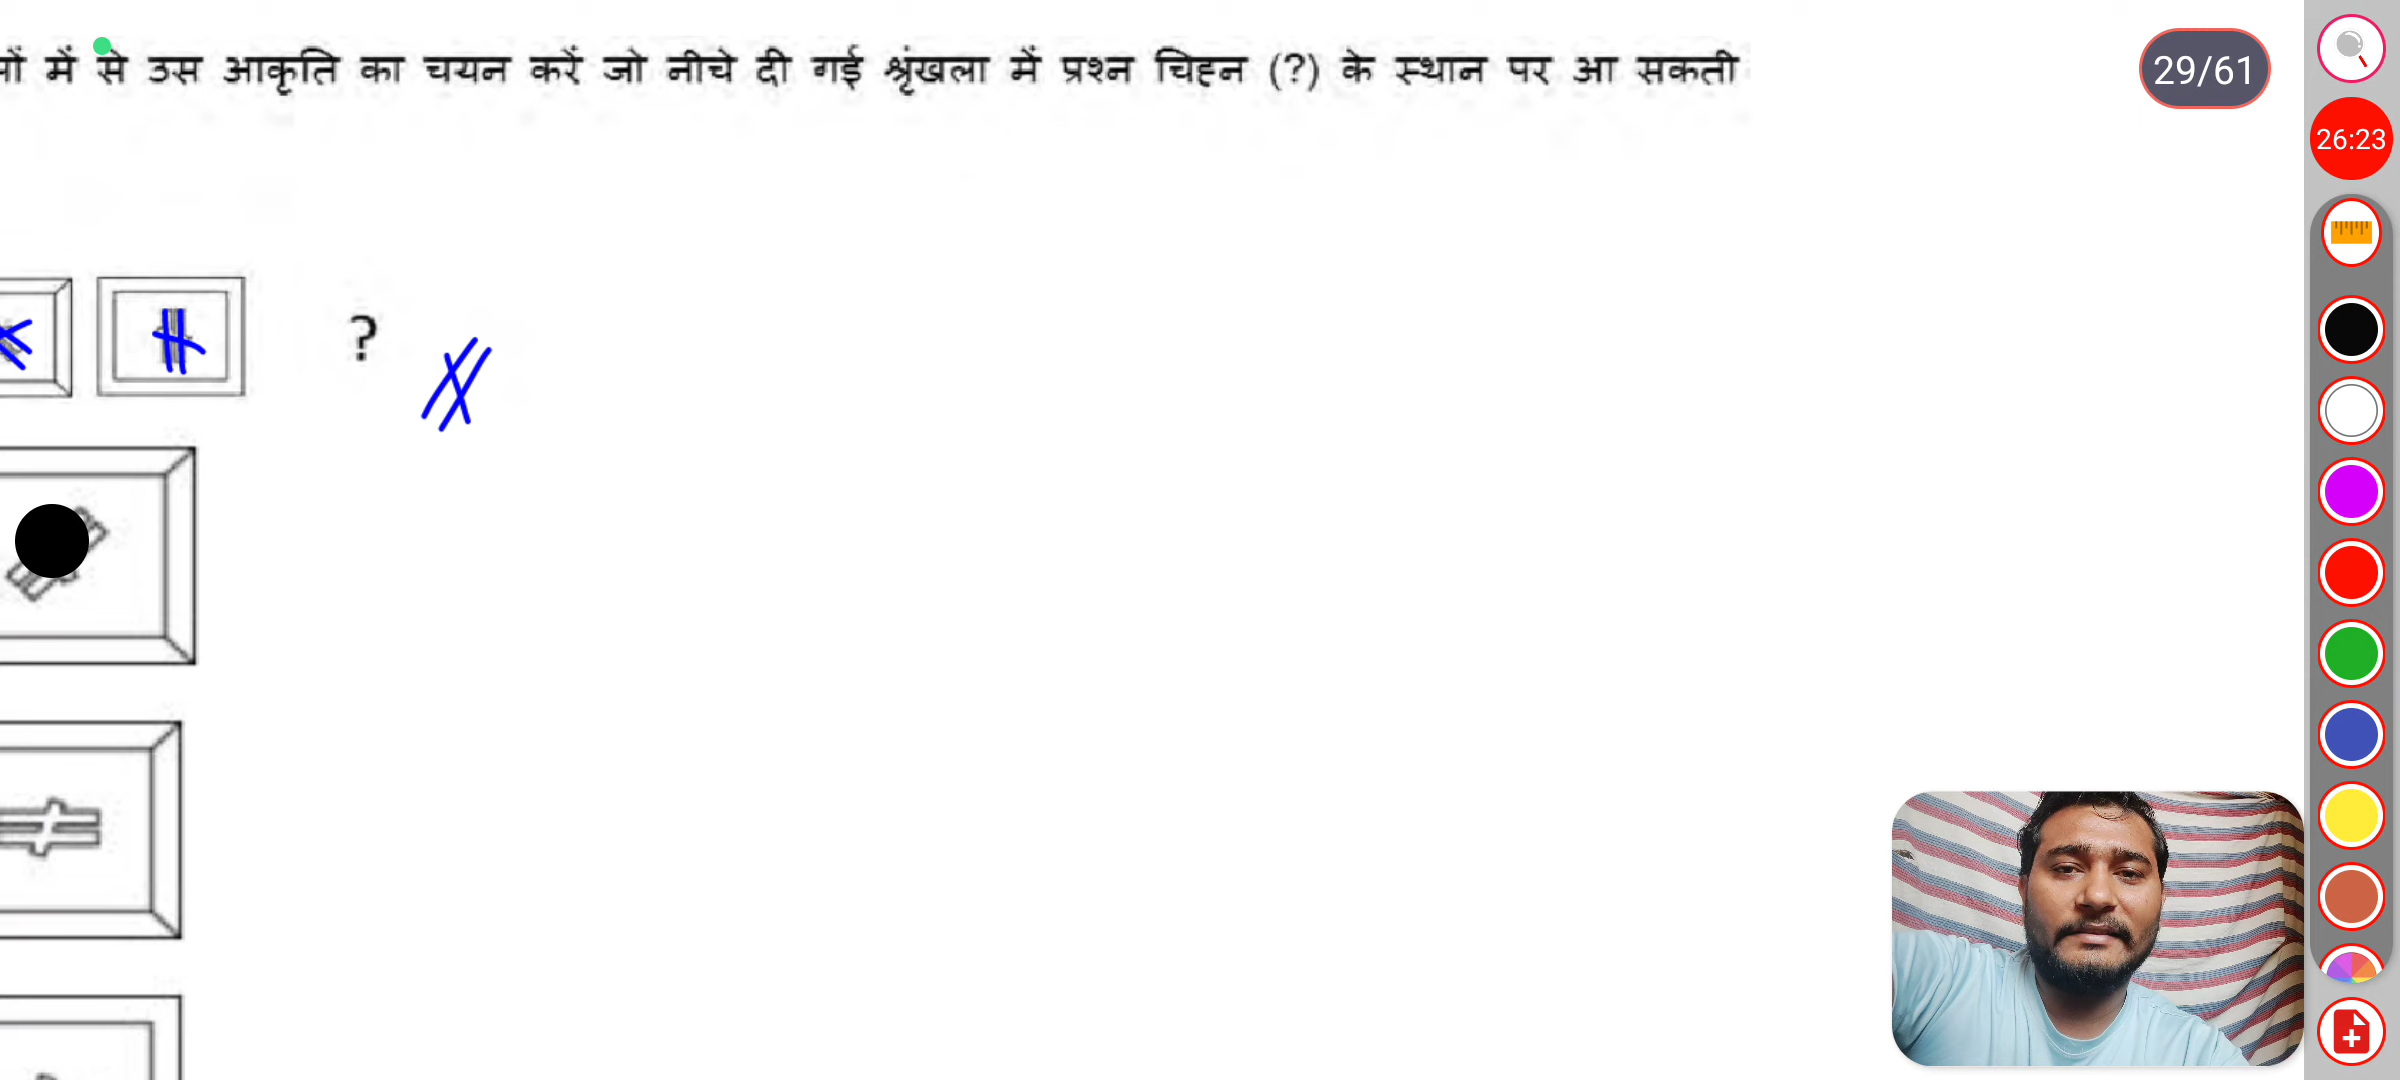 में से उस आकृति का चयन करें जो नीचे दी गई श्रृंखला में प्रश्न चिह्न (?) के स्थान पर आ सकती
29/61
26:23
?